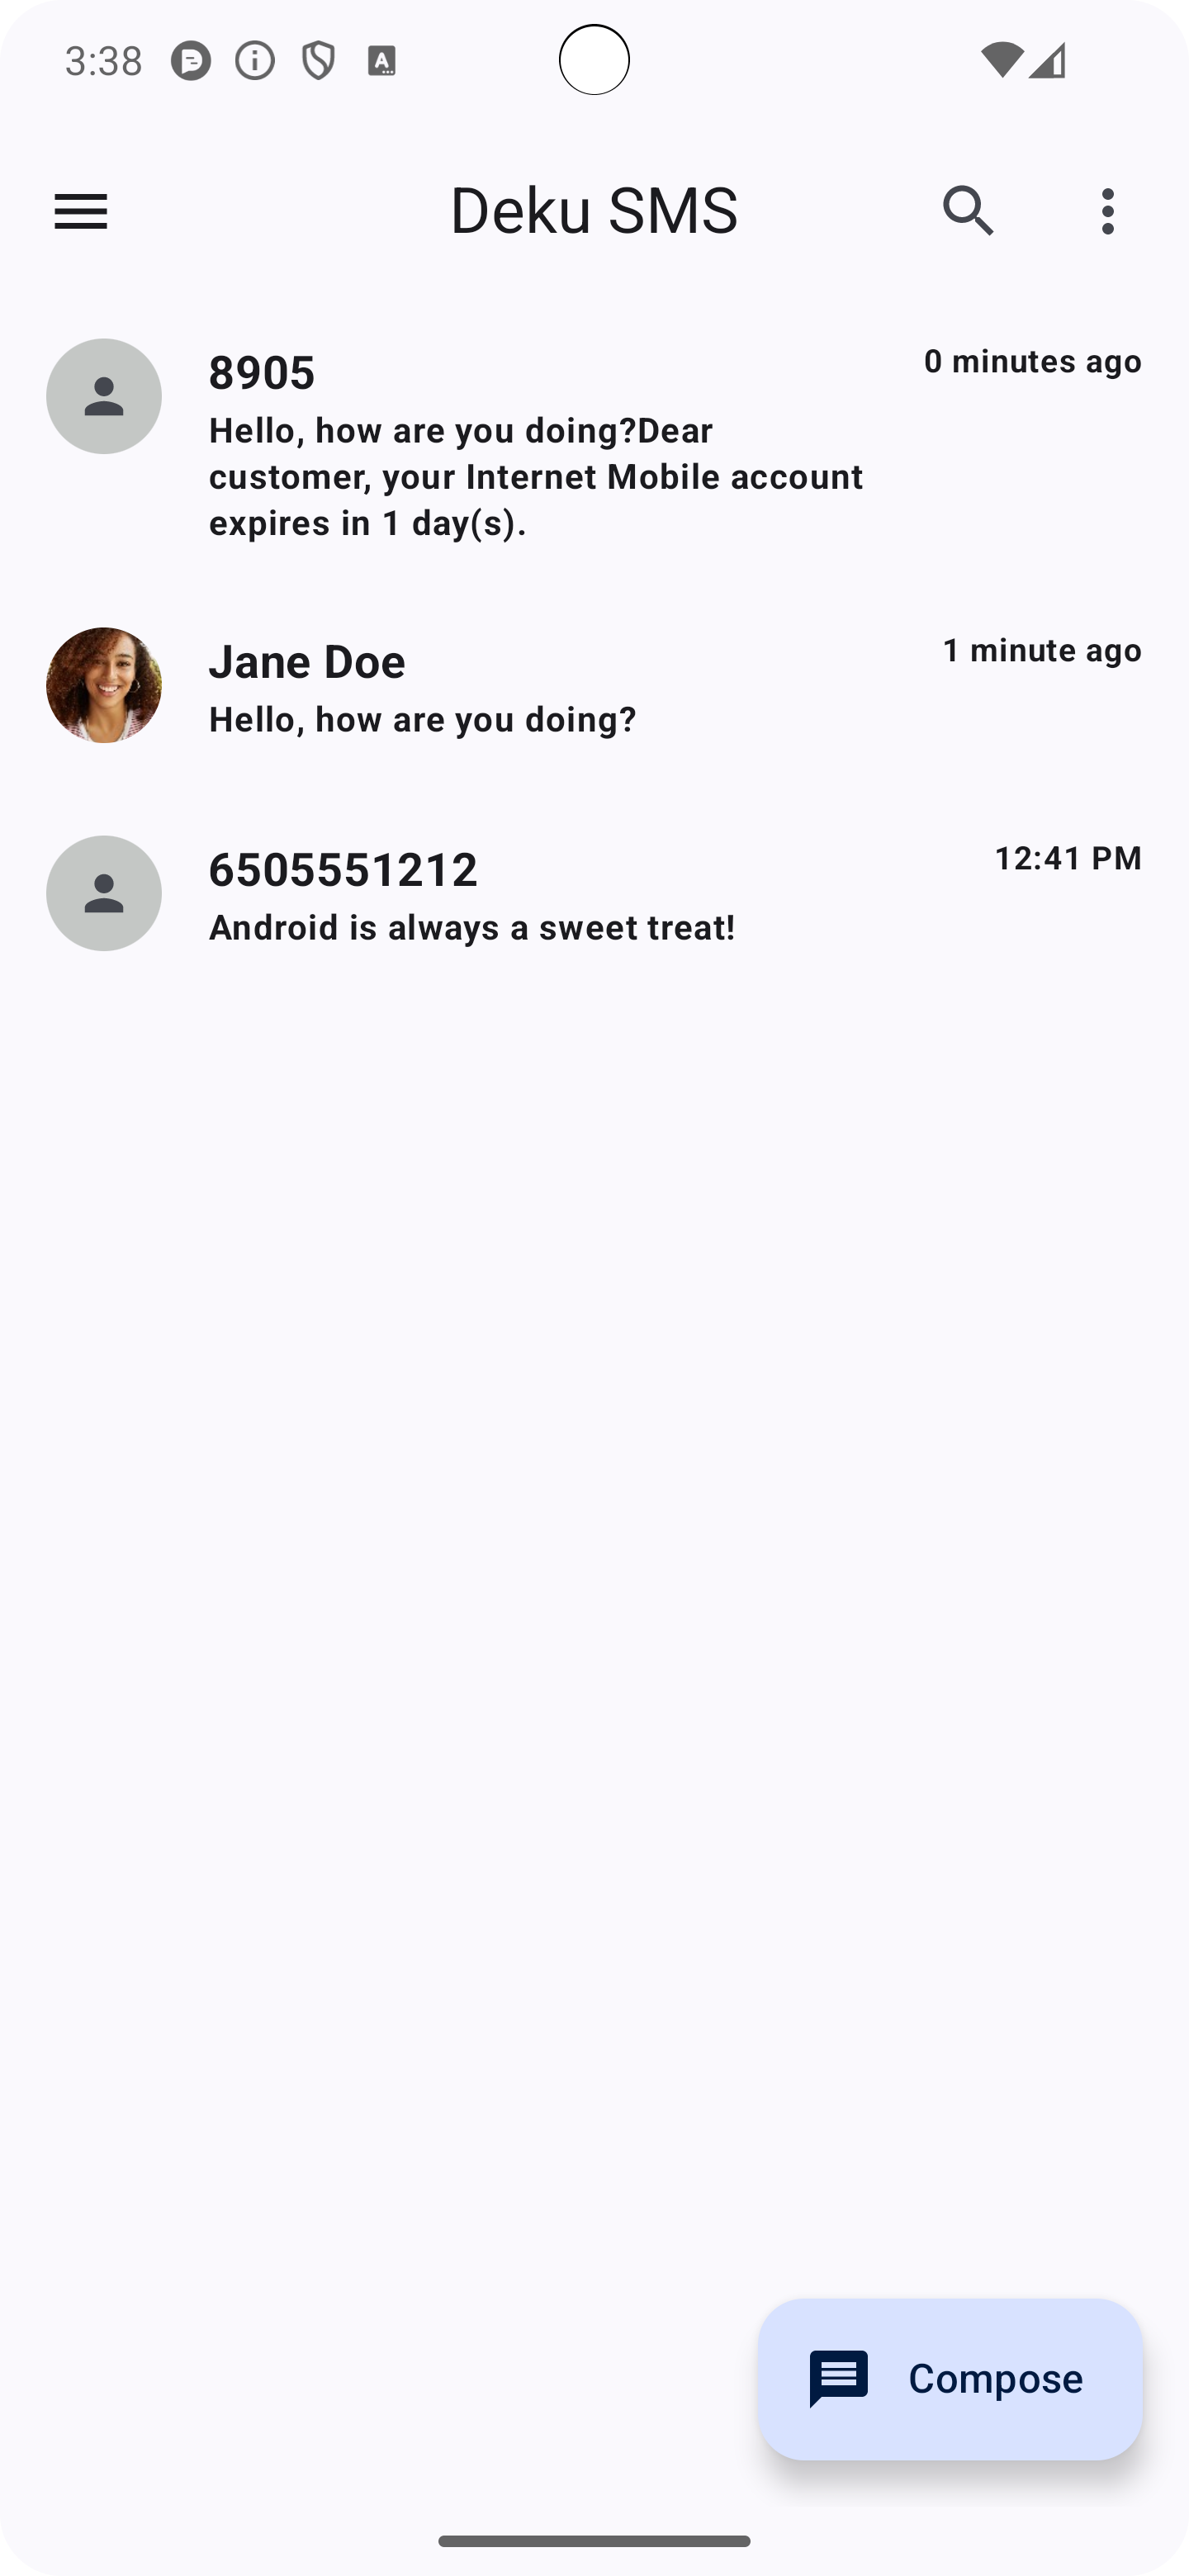 3:38
Deku SMS
8905
0 minutes ago
Hello, how are you doing?Dear
customer, your Internet Mobile account
expires in 1 day(s).
Jane Doe
1 minute ago
Hello, how are you doing?
6505551212
12:41 PM
Android is always a sweet treat!
Compose